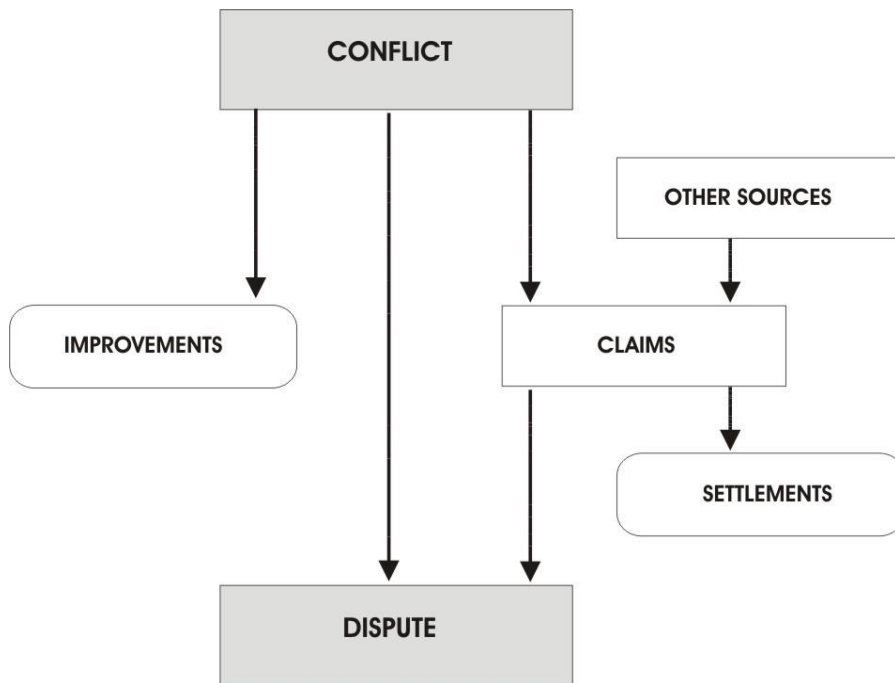 CONFLICT
OTHER SOURCES
IMPROVEMENTS
CLAIMS
SETTLEMENTS
DISPUTE